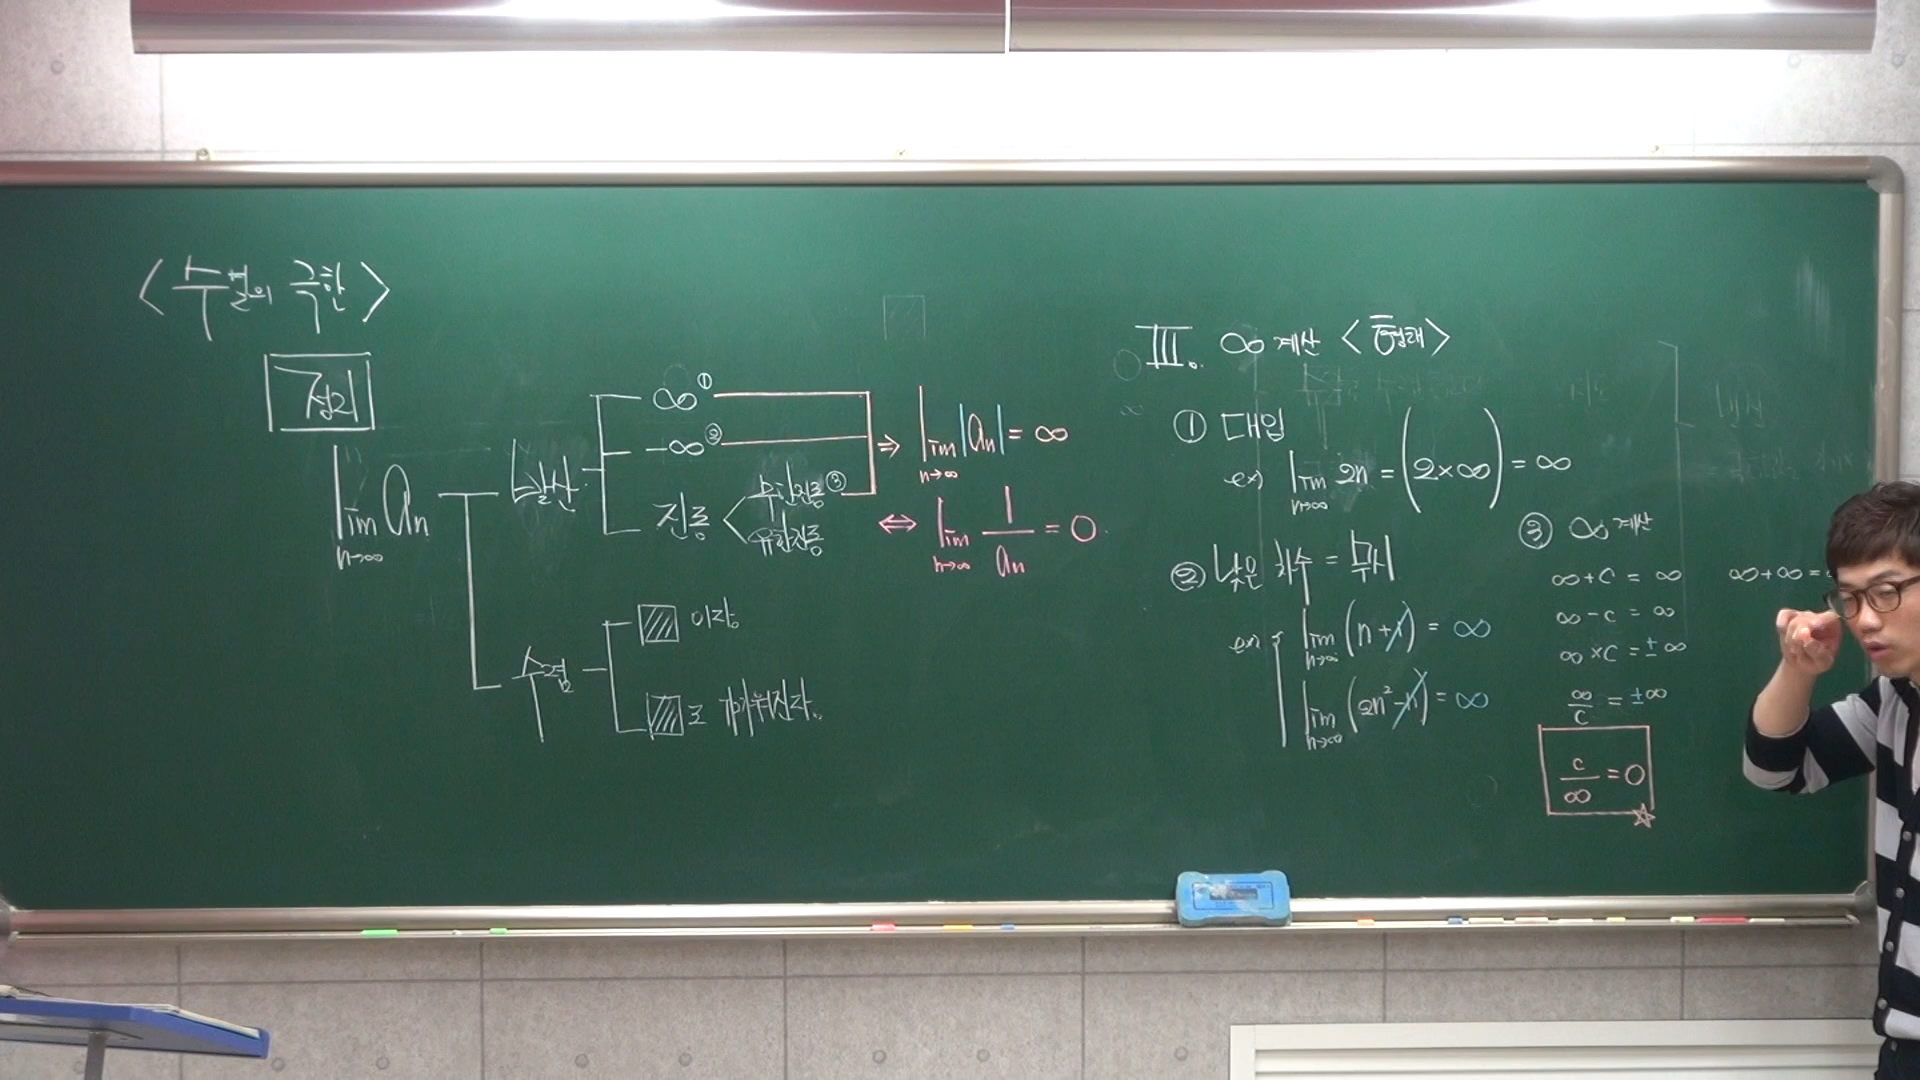 <수열의 극한>
정리
lim n→∞ aₙ
발산
∞ ①
-∞ ②
진동 < 무한진동 ③
유한진동
⇒ lim n→∞ |aₙ| = ∞
⇔ lim n→∞ 1/aₙ = 0
수렴
▨ 이다.
▨로 가까워진다.
Ⅲ. ∞ 계산 <꼴형태>
① 대입
ex) lim n→∞ 2n = (2×∞) = ∞
② 낮은 차수 = 무시
ex) lim n→∞ (n+1) = ∞
lim n→∞ (2n²-n) = ∞
③ ∞ 계산
∞+c = ∞
∞+∞ =
∞-c = ∞
∞×c = ±∞
∞/c = ±∞
c/∞ = 0 ☆